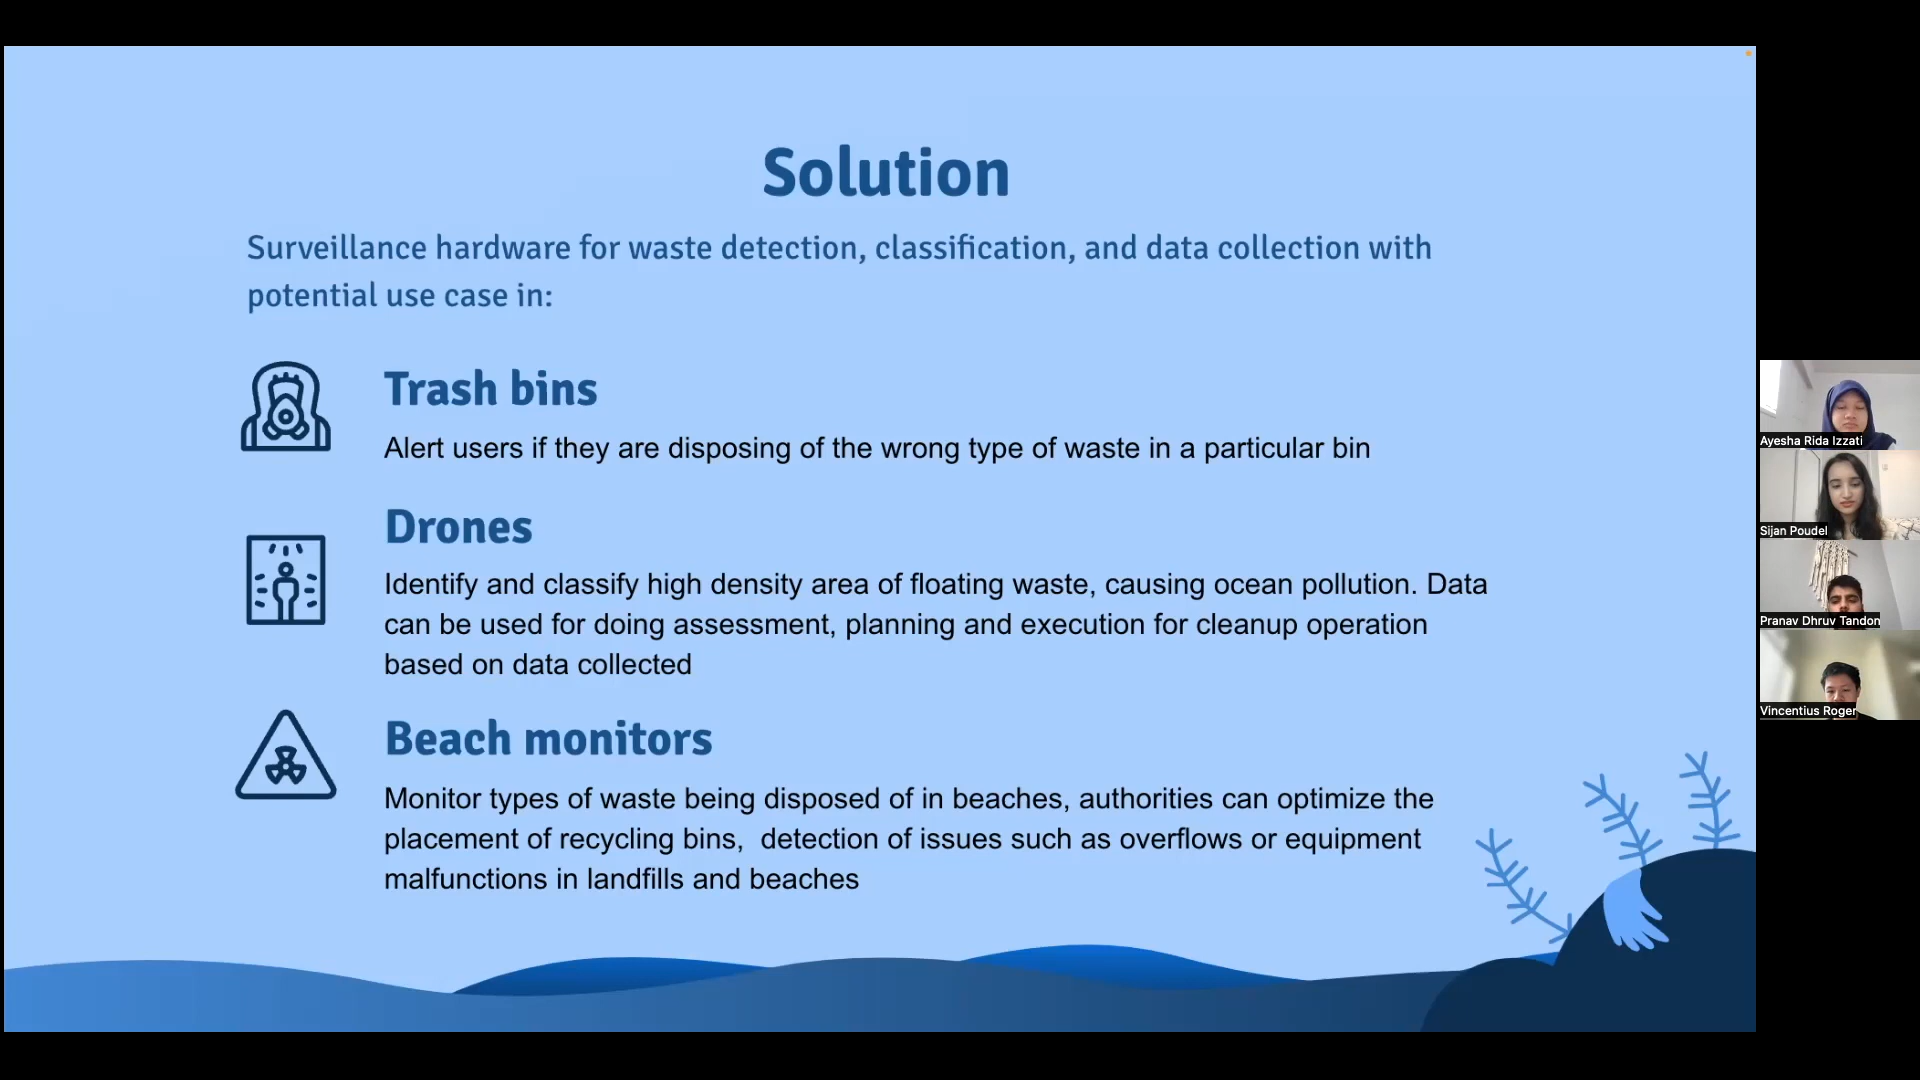 Solution
Surveillance hardware for waste detection, classification, and data collection with
potential use case in:
Trash bins
Alert users if they are disposing of the wrong type of waste in a particular bin
Drones
Identify and classify high density area of floating waste, causing ocean pollution. Data
can be used for doing assessment, planning and execution for cleanup operation
based on data collected
Beach monitors
Monitor types of waste being disposed of in beaches, authorities can optimize the
placement of recycling bins,  detection of issues such as overflows or equipment
malfunctions in landfills and beaches
Ayesha Rida Izzati
Sijan Poudel
Pranav Dhruv Tandon
Vincentius Roger